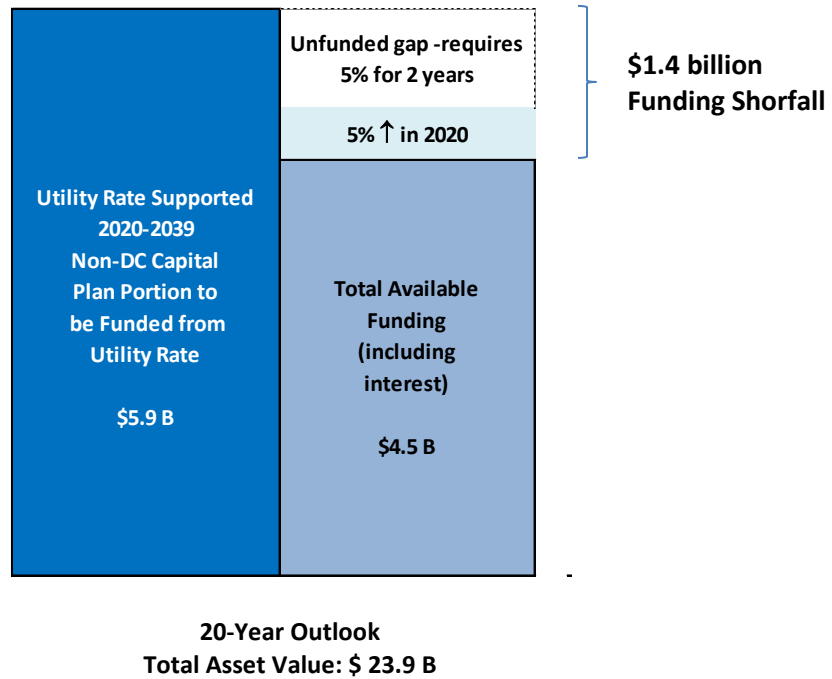 Unfunded gap -requires
5% for 2 years
5% ↑ in 2020
$1.4 billion
Funding Shorfall
Utility Rate Supported
2020-2039
Non-DC Capital
Plan Portion to
be Funded from
Utility Rate
$5.9 B
Total Available
Funding
(including
interest)
$4.5 B
20-Year Outlook
Total Asset Value: $ 23.9 B